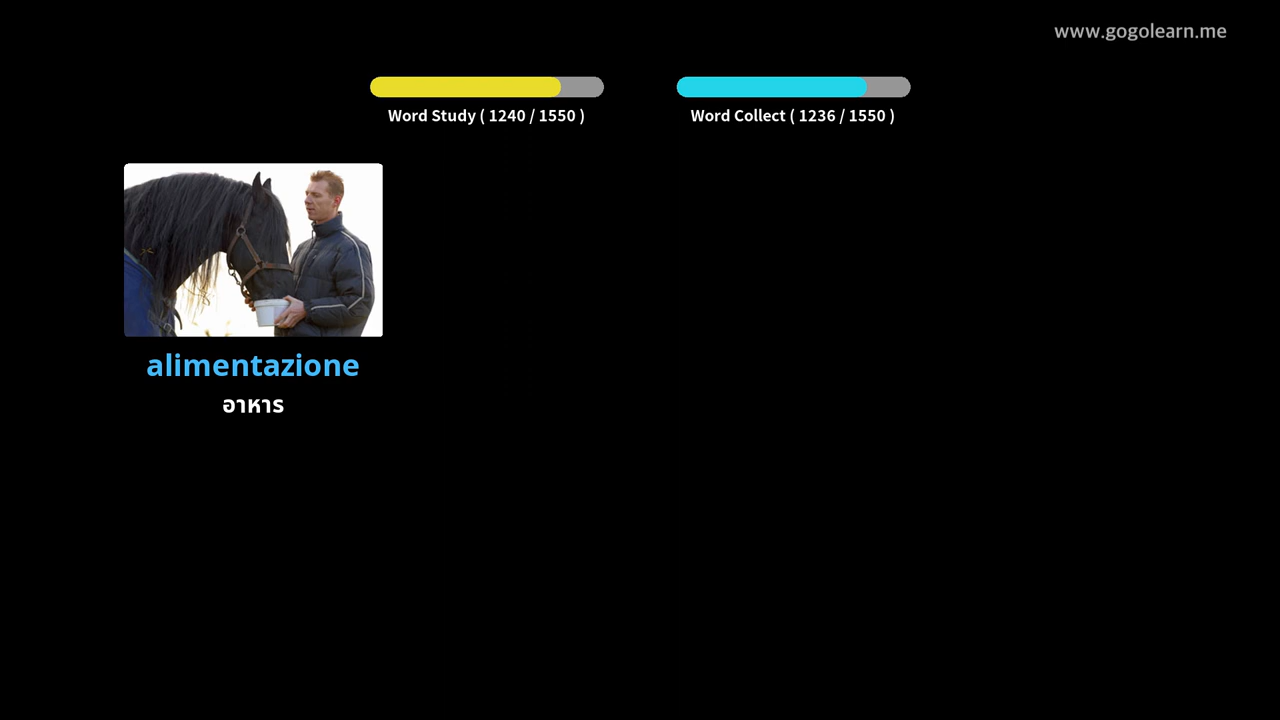 www.gogolearn.me
Word Study ( 1240 / 1550 )
Word Collect ( 1236 / 1550 )
alimentazione
อาหาร